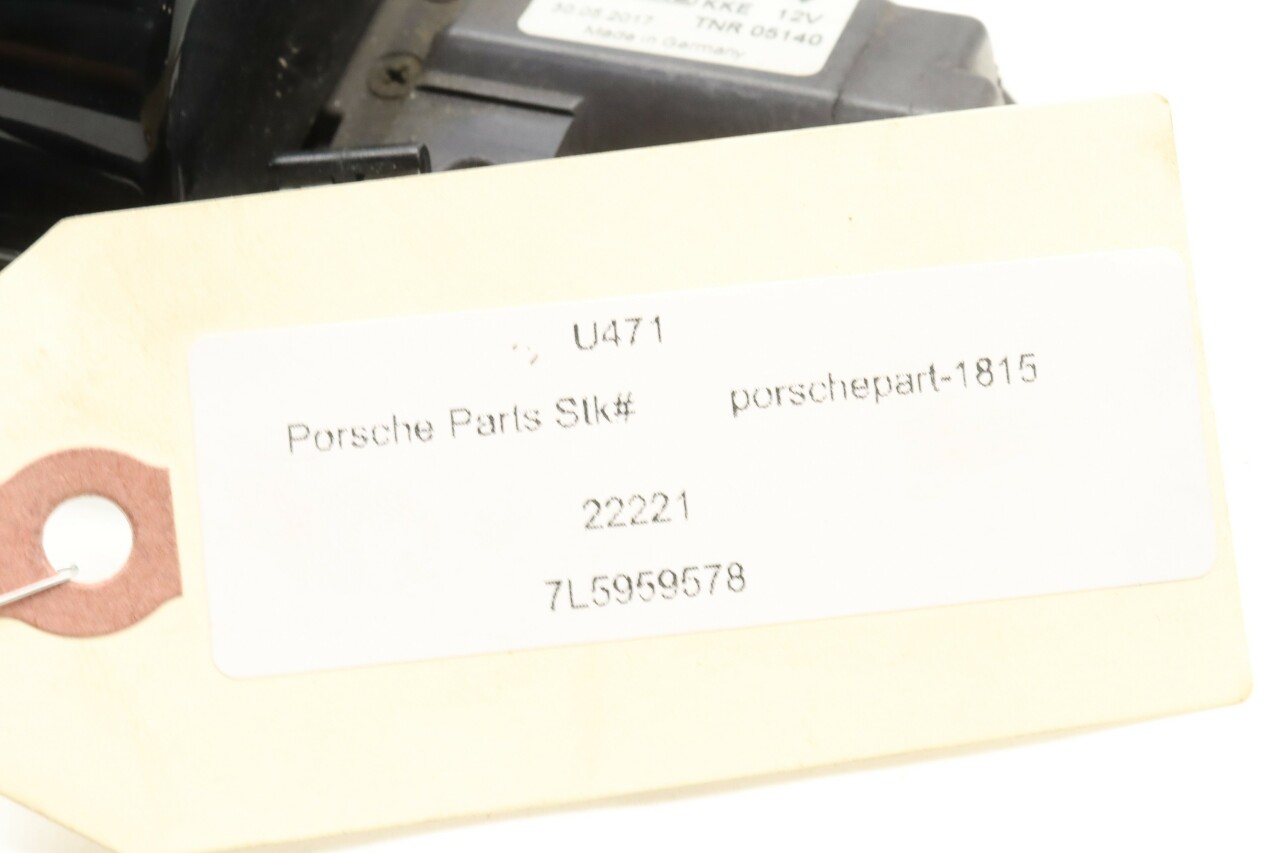 KKE 12V
30.05.2017 TNR 05140
Made in Germany
U471
Porsche Parts Stk# porschepart-1815
22221
7L5959578